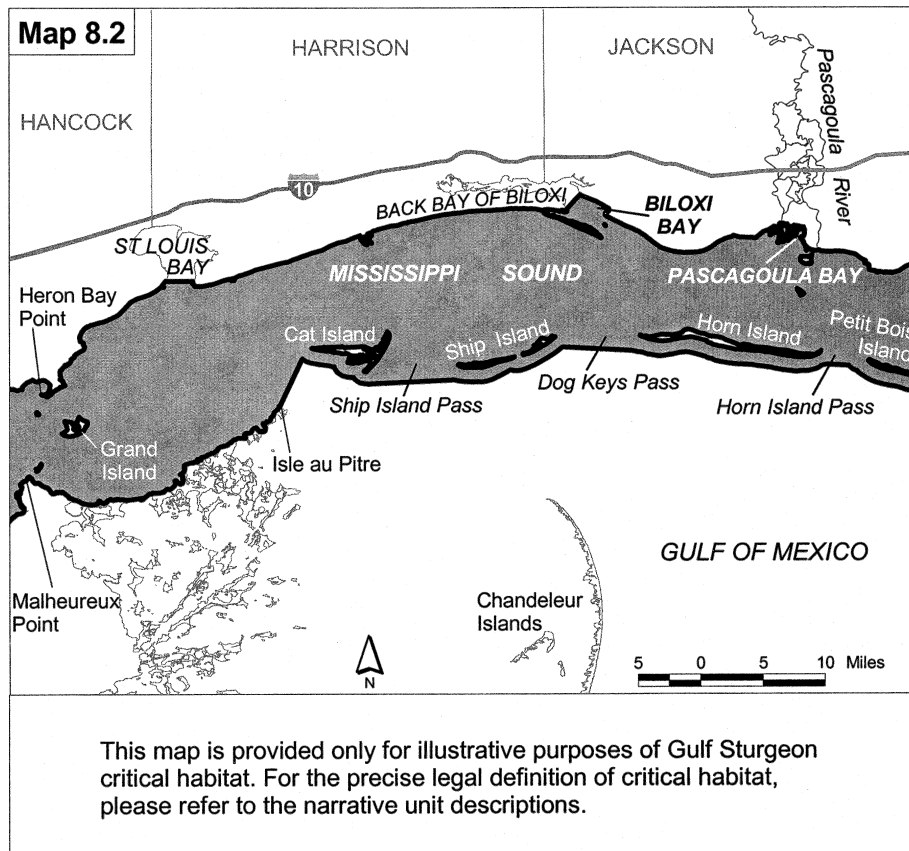 Map 8.2
HARRISON
JACKSON
HANCOCK
Pascagoula
River
10
BACK BAY OF BILOXI
BILOXI
BAY
ST LOUIS
BAY
MISSISSIPPI SOUND
PASCAGOULA BAY
Heron Bay
Point
Cat Island
Ship Island
Horn Island
Petit Bois
Island
Dog Keys Pass
Ship Island Pass
Horn Island Pass
Grand
Island
Isle au Pitre
GULF OF MEXICO
Malheureux
Point
Chandeleur
Islands
N
5 0 5 10 Miles
This map is provided only for illustrative purposes of Gulf Sturgeon
critical habitat. For the precise legal definition of critical habitat,
please refer to the narrative unit descriptions.